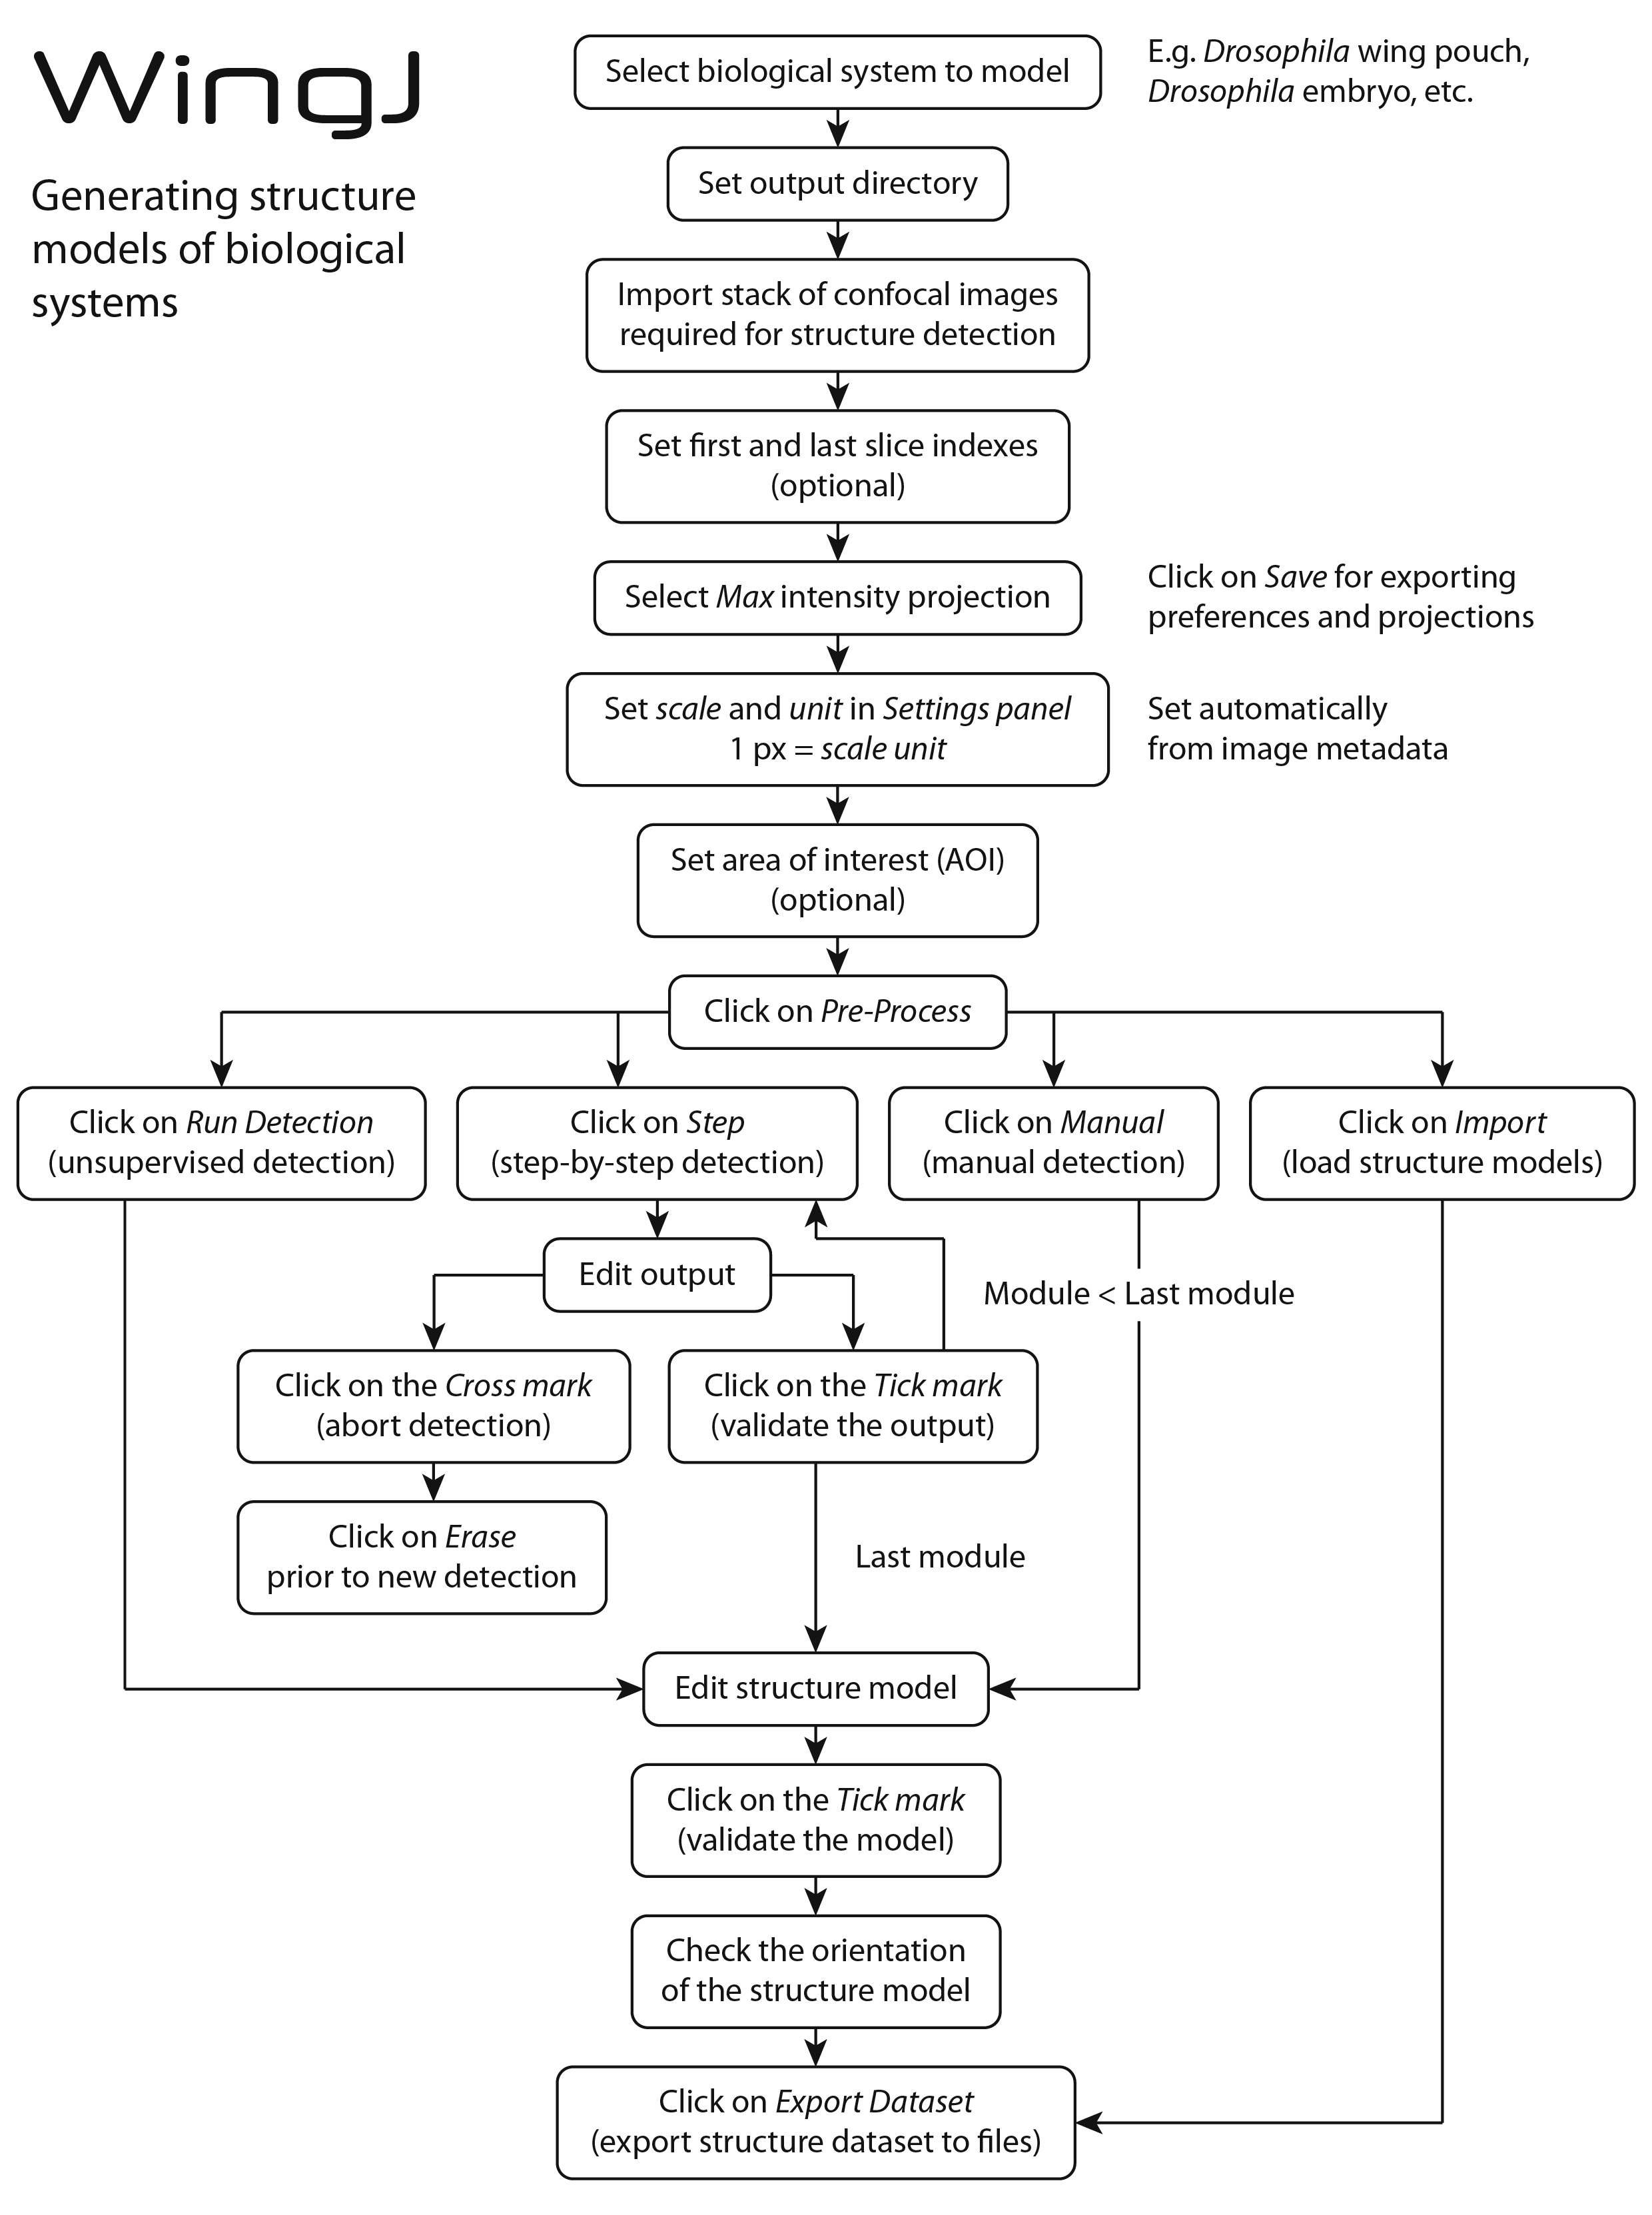 WingJ
Generating structure
models of biological
systems
Select biological system to model
E.g. Drosophila wing pouch,
Drosophila embryo, etc.
Set output directory
Import stack of confocal images
required for structure detection
Set first and last slice indexes
(optional)
Select Max intensity projection
Click on Save for exporting
preferences and projections
Set scale and unit in Settings panel
1 px = scale unit
Set automatically
from image metadata
Set area of interest (AOI)
(optional)
Click on Pre-Process
Click on Run Detection
(unsupervised detection)
Click on Step
(step-by-step detection)
Click on Manual
(manual detection)
Click on Import
(load structure models)
Edit output
Module < Last module
Click on the Cross mark
(abort detection)
Click on the Tick mark
(validate the output)
Click on Erase
prior to new detection
Last module
Edit structure model
Click on the Tick mark
(validate the model)
Check the orientation
of the structure model
Click on Export Dataset
(export structure dataset to files)